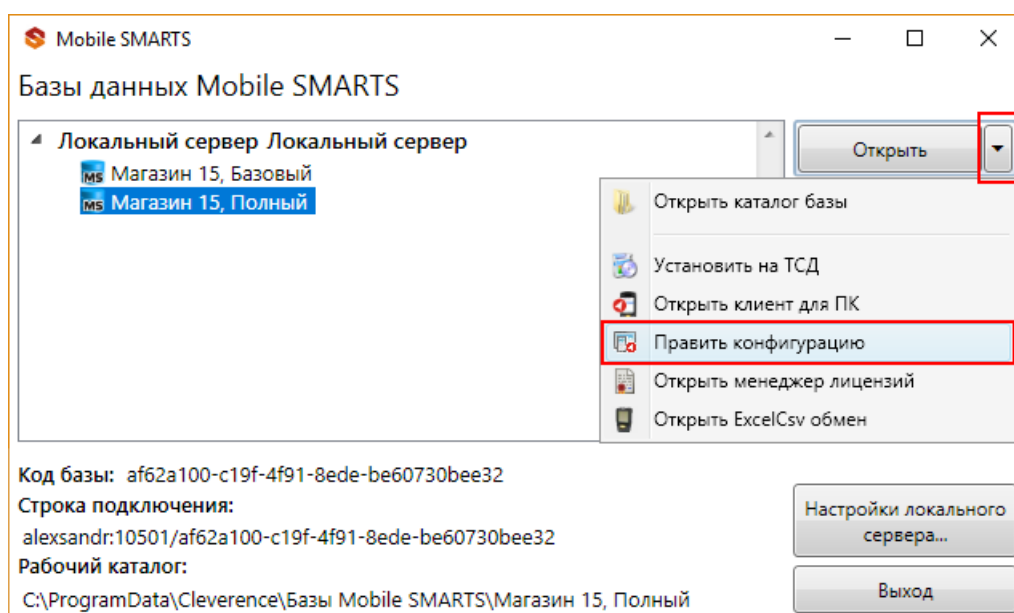 Mobile SMARTS
Базы данных Mobile SMARTS
Локальный сервер Локальный сервер
Открыть
MS Магазин 15, Базовый
MS Магазин 15, Полный
Открыть каталог базы
Установить на ТСД
Открыть клиент для ПК
Править конфигурацию
Открыть менеджер лицензий
Открыть ExcelCsv обмен
Код базы: af62a100-c19f-4f91-8ede-be60730bee32
Строка подключения:
alexsandr:10501/af62a100-c19f-4f91-8ede-be60730bee32
Рабочий каталог:
C:\ProgramData\Cleverence\Базы Mobile SMARTS\Магазин 15, Полный
Настройки локального
сервера...
Выход